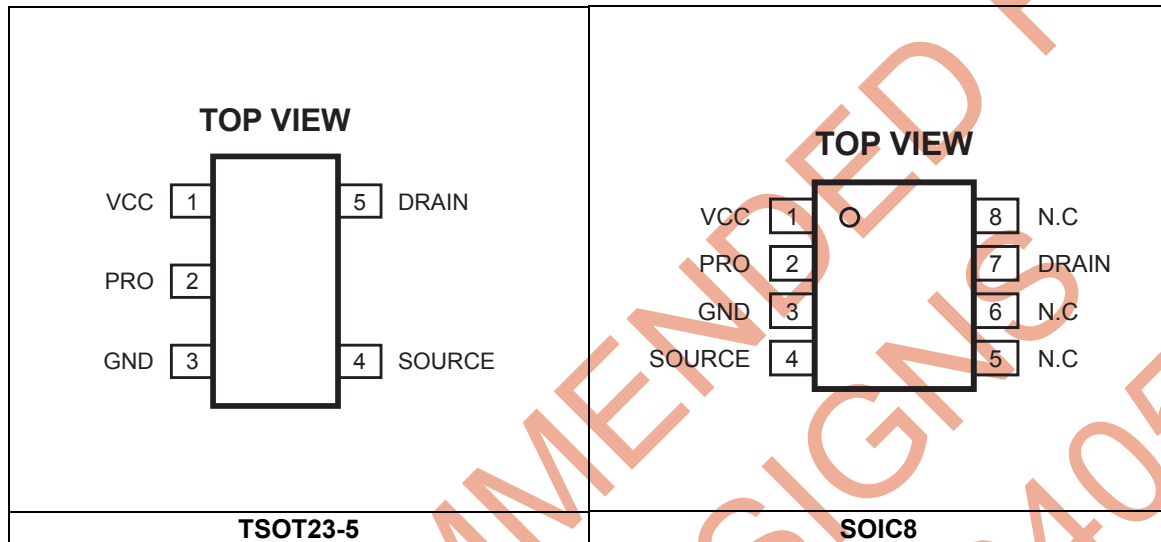 TOP VIEW
VCC 1
5 DRAIN
PRO 2
GND 3
4 SOURCE
TSOT23-5
TOP VIEW
VCC 1
8 N.C
PRO 2
7 DRAIN
GND 3
6 N.C
SOURCE 4
5 N.C
SOIC8